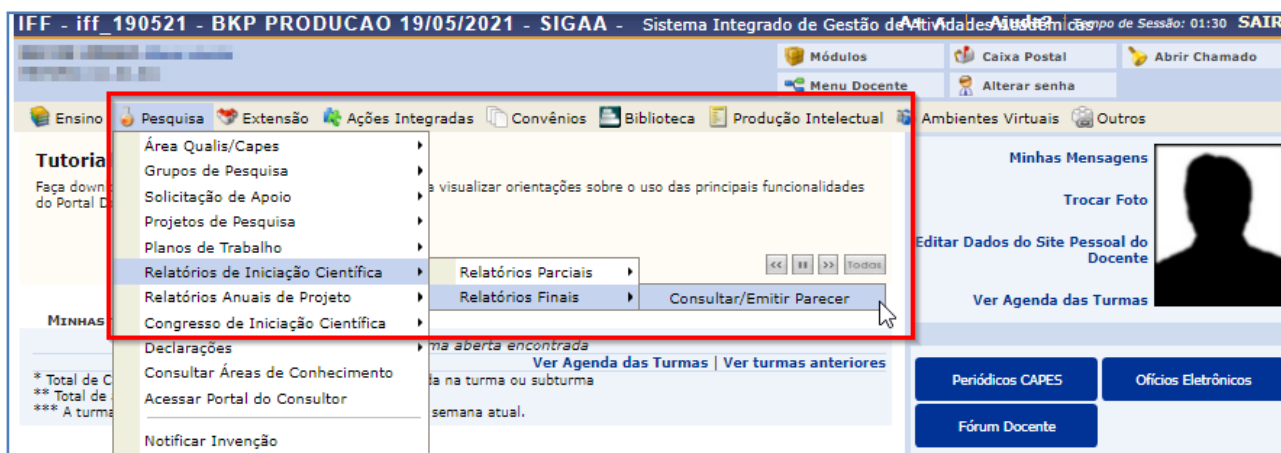 IFF - iff_190521 - BKP PRODUCAO 19/05/2021 - SIGAA - Sistema Integrado de Gestão de Atividades Acadêmicas
A+ A- Ajuda? Tempo de Sessão: 01:30 SAIR
Módulos Caixa Postal Abrir Chamado
Menu Docente Alterar senha
Ensino Pesquisa Extensão Ações Integradas Convênios Biblioteca Produção Intelectual Ambientes Virtuais Outros
Área Qualis/Capes
Grupos de Pesquisa
Solicitação de Apoio
Projetos de Pesquisa
Planos de Trabalho
Relatórios de Iniciação Científica
Relatórios Anuais de Projeto
Congresso de Iniciação Científica
Declarações
Consultar Áreas de Conhecimento
Acessar Portal do Consultor
Notificar Invenção
Relatórios Parciais
Relatórios Finais
Consultar/Emitir Parecer
Tutoria
Faça down a visualizar orientações sobre o uso das principais funcionalidades
do Portal D
<< II >> Todas
MINHAS
ma aberta encontrada
Ver Agenda das Turmas | Ver turmas anteriores
* Total de C da na turma ou subturma
** Total de
*** A turma semana atual.
Minhas Mensagens
Trocar Foto
Editar Dados do Site Pessoal do
Docente
Ver Agenda das Turmas
Periódicos CAPES Ofícios Eletrônicos
Fórum Docente